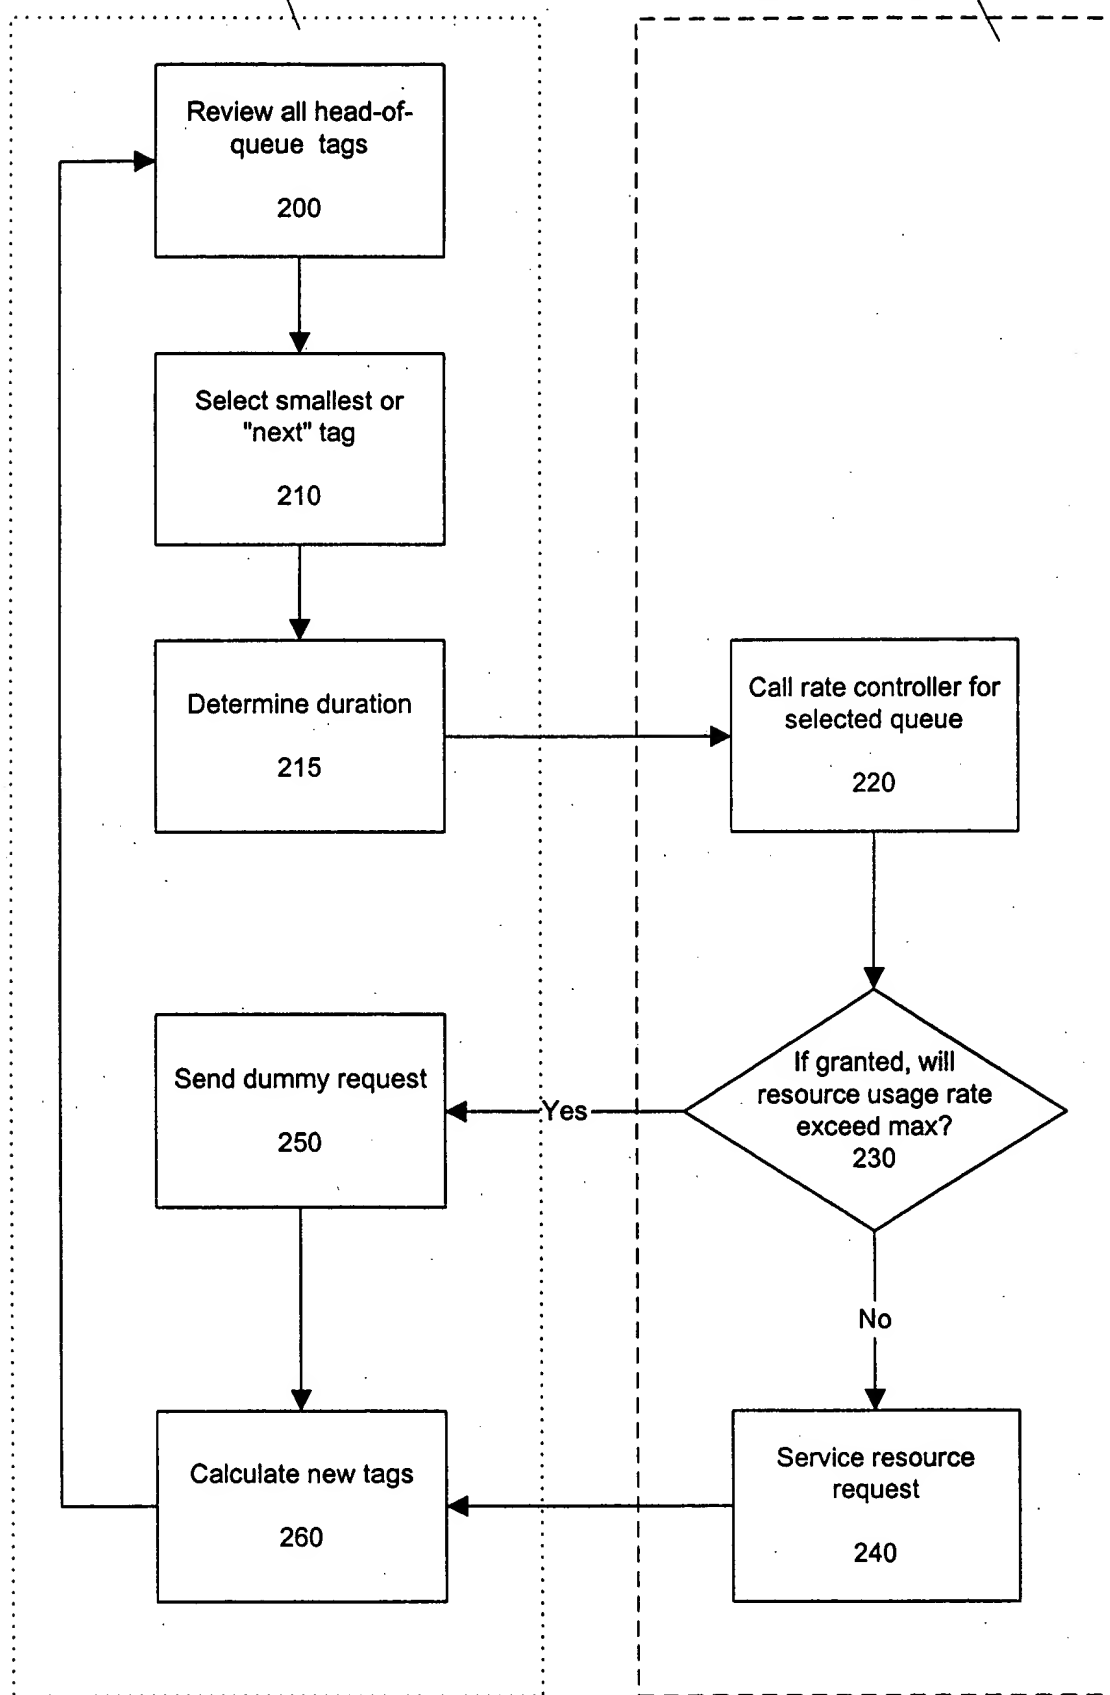 Review all head-of-
queue tags
200
Select smallest or
"next" tag
210
Determine duration
215
Call rate controller for
selected queue
220
If granted, will
resource usage rate
exceed max?
230
Yes
No
Send dummy request
250
Service resource
request
240
Calculate new tags
260